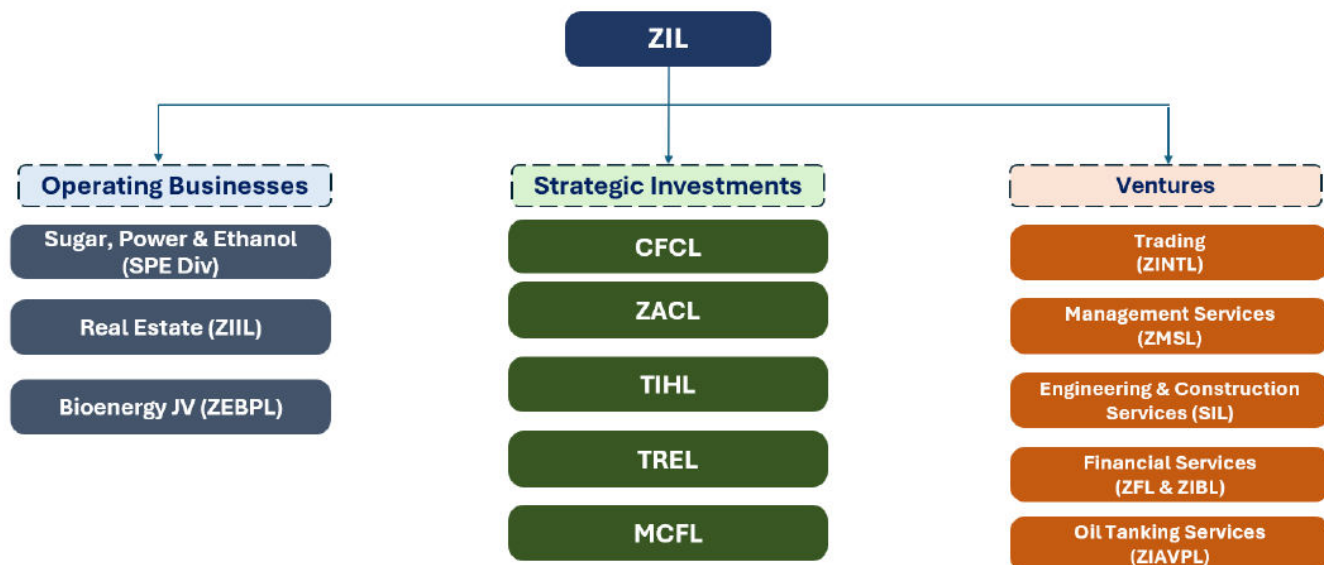 ZIL
Operating Businesses
Sugar, Power & Ethanol
(SPE Div)
Real Estate (ZIIL)
Bioenergy JV (ZEBPL)
Strategic Investments
CFCL
ZACL
TIHL
TREL
MCFL
Ventures
Trading
(ZINTL)
Management Services
(ZMSL)
Engineering & Construction
Services (SIL)
Financial Services
(ZFL & ZIBL)
Oil Tanking Services
(ZIAVPL)